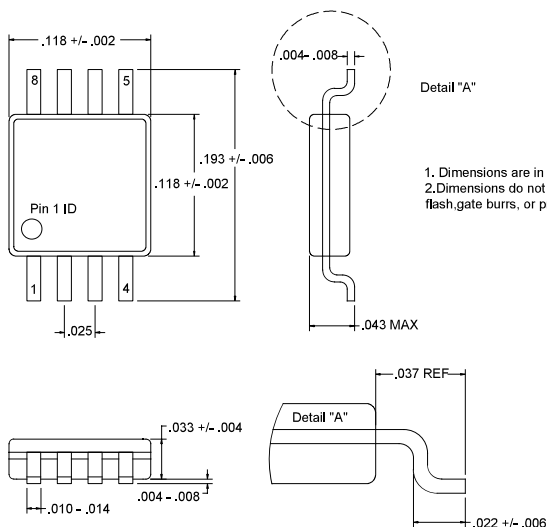 .118 +/- .002
8
5
.004- .008
Detail "A"
.193 +/- .006
.118 +/- .002
1. Dimensions are in
2.Dimensions do not
flash,gate burrs, or p
Pin 1 ID
1
4
.025
.043 MAX
.037 REF
Detail "A"
.033 +/- .004
.004 - .008
.010 - .014
.022 +/- .006